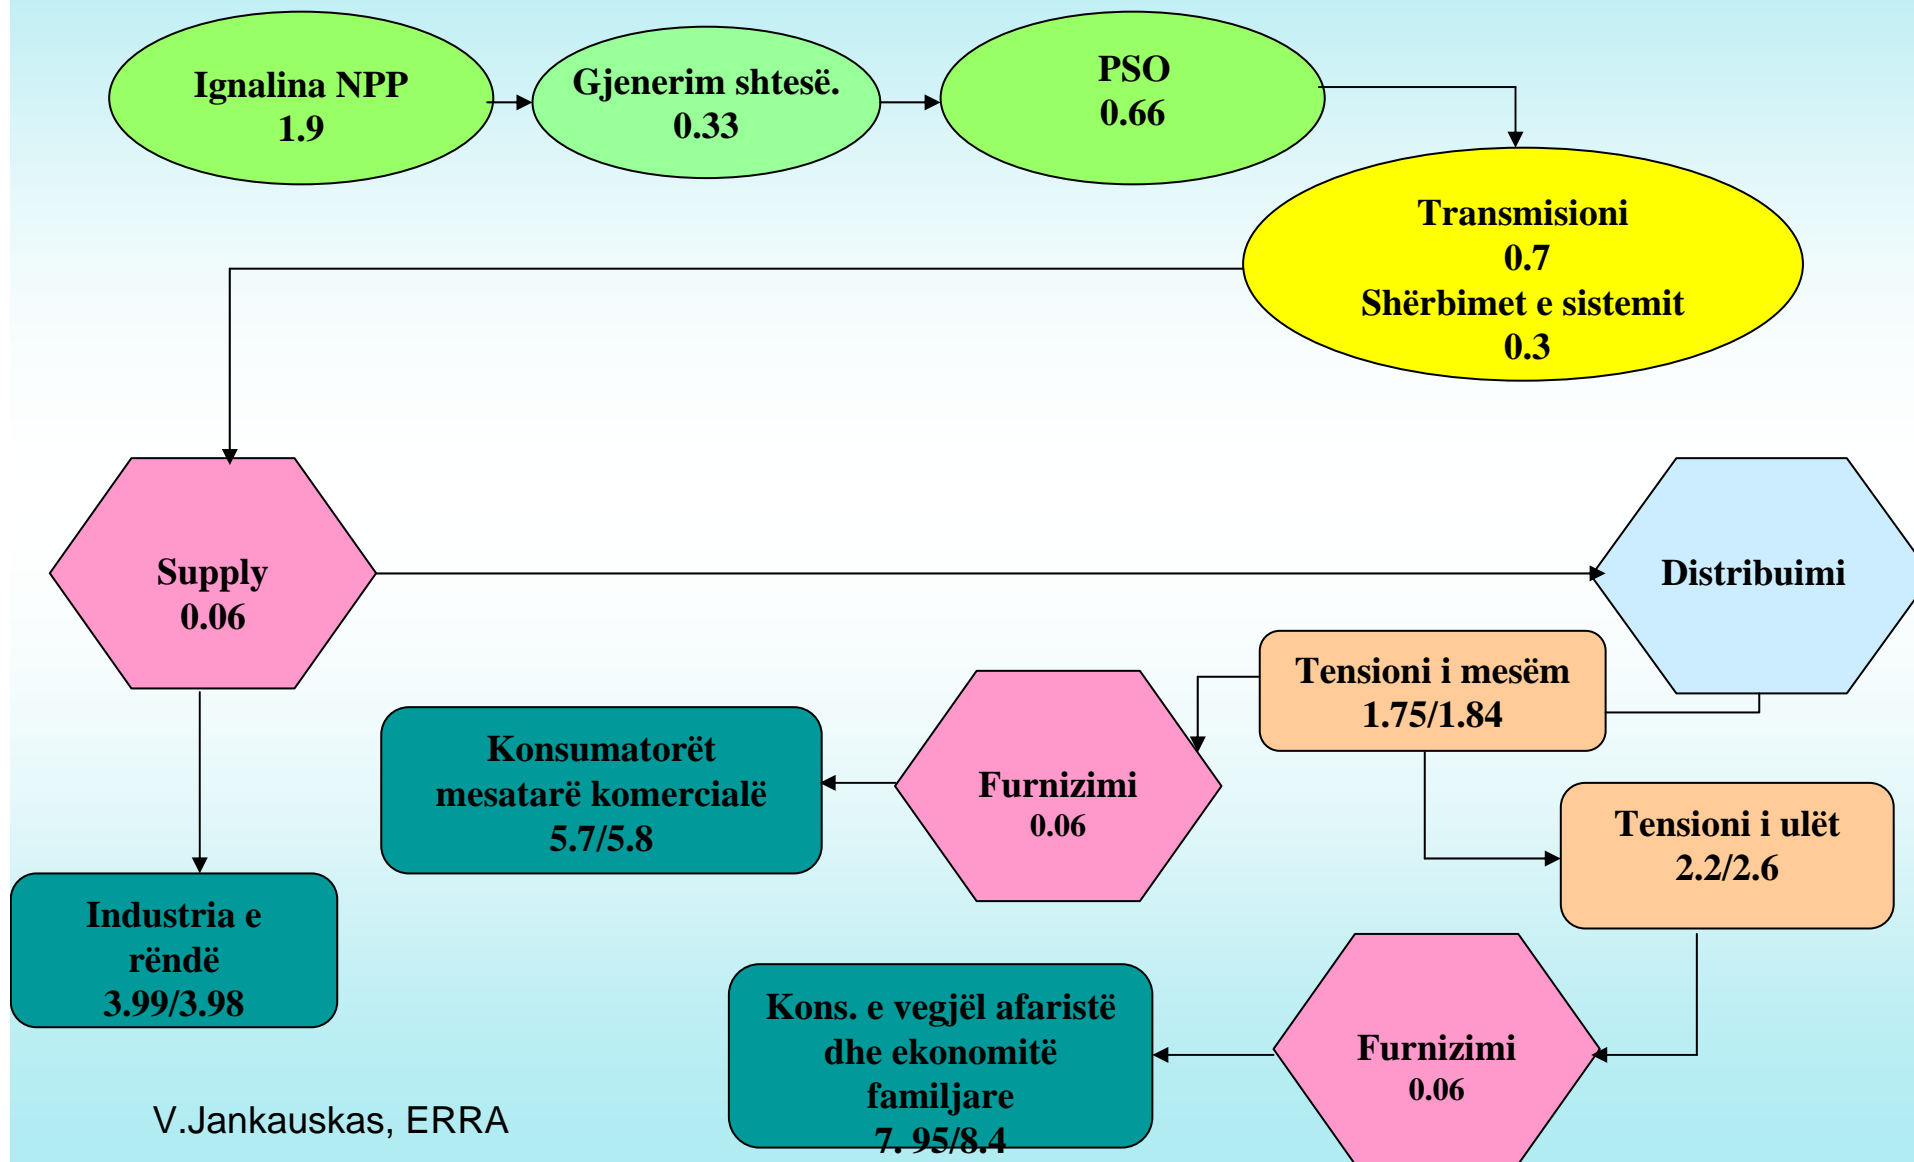 Ignalina NPP
1.9
Gjenerim shtesë.
0.33
PSO
0.66
Transmisioni
0.7
Shërbimet e sistemit
0.3
Supply
0.06
Distribuimi
Tensioni i mesëm
1.75/1.84
Konsumatorët
mesatarë komercialë
5.7/5.8
Furnizimi
0.06
Tensioni i ulët
2.2/2.6
Industria e
rëndë
3.99/3.98
Kons. e vegjël afaristë
dhe ekonomitë
familjare
7. 95/8.4
Furnizimi
0.06
V.Jankauskas, ERRA